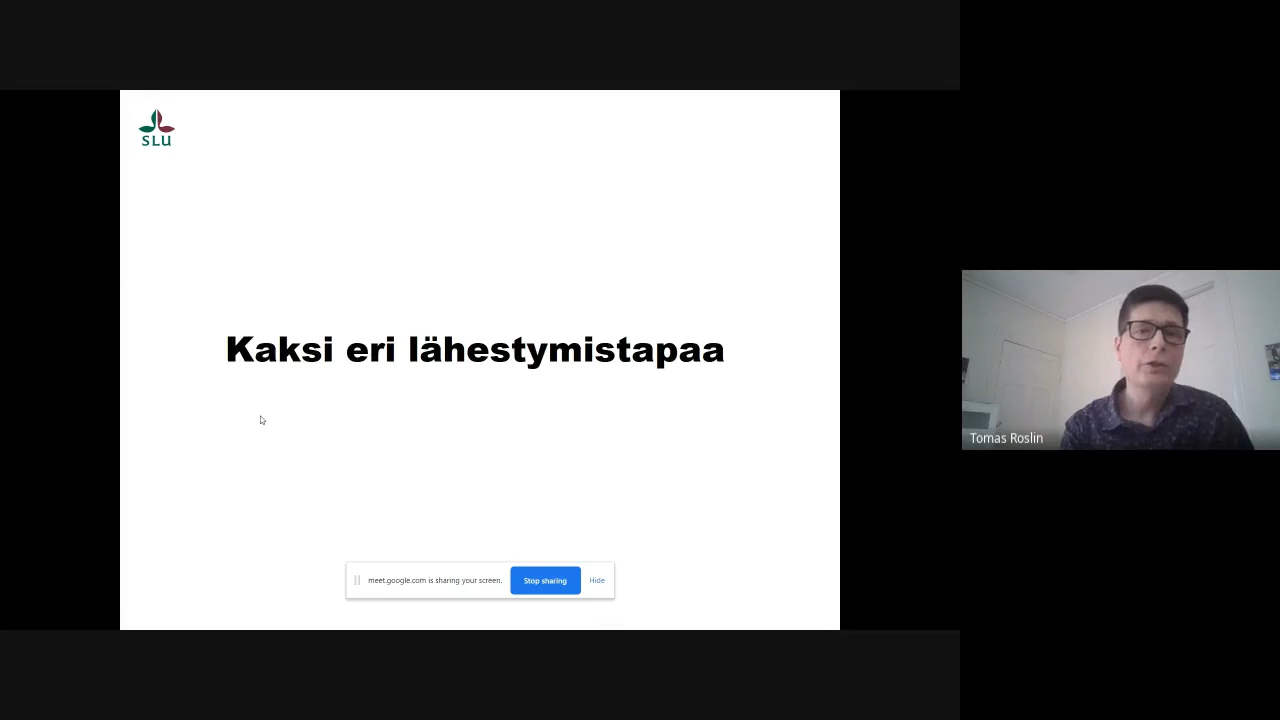 SLU
Kaksi eri lähestymistapaa
meet.google.com is sharing your screen.
Stop sharing
Hide
Tomas Roslin